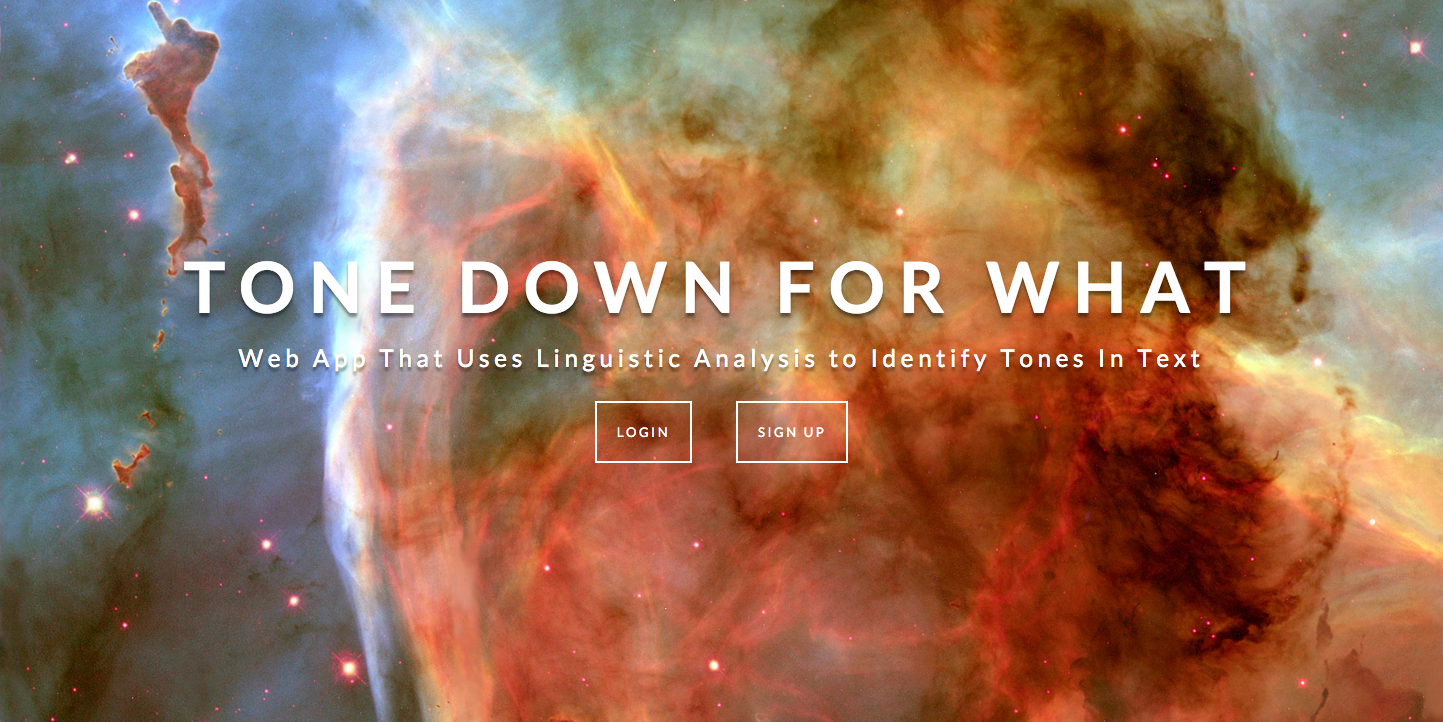 TONE DOWN FOR WHAT
Web App That Uses Linguistic Analysis to Identify Tones In Text
LOGIN
SIGN UP